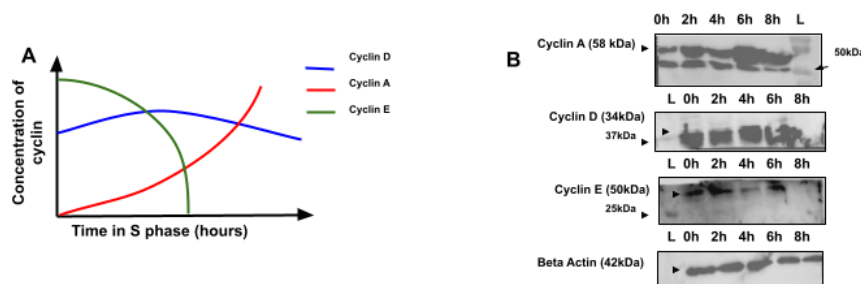 A
Concentration of
cyclin
Time in S phase (hours)
Cyclin D
Cyclin A
Cyclin E
B
0h 2h 4h 6h 8h L
Cyclin A (58 kDa)
50kDa
L 0h 2h 4h 6h 8h
Cyclin D (34kDa)
37kDa
L 0h 2h 4h 6h 8h
Cyclin E (50kDa)
25kDa
L 0h 2h 4h 6h 8h
Beta Actin (42kDa)